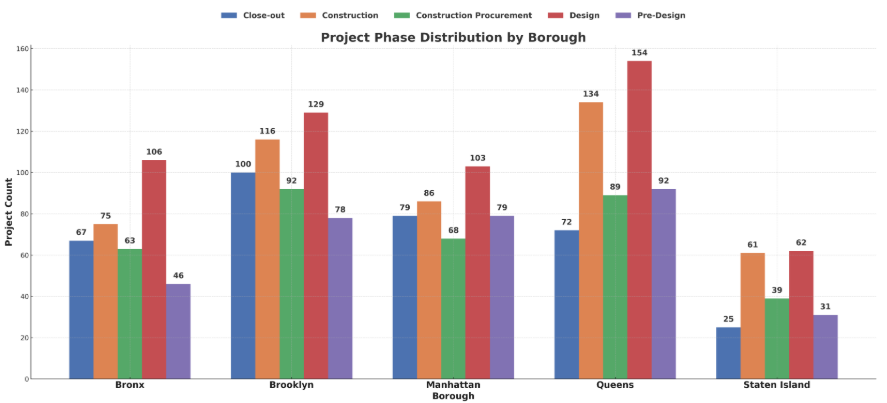 Close-out Construction Construction Procurement Design Pre-Design
Project Phase Distribution by Borough
160
140
120
100
80
60
40
20
0
Project Count
67 75 63 106 46
100 116 92 129 78
79 86 68 103 79
72 134 89 154 92
25 61 39 62 31
Bronx Brooklyn Manhattan Queens Staten Island
Borough